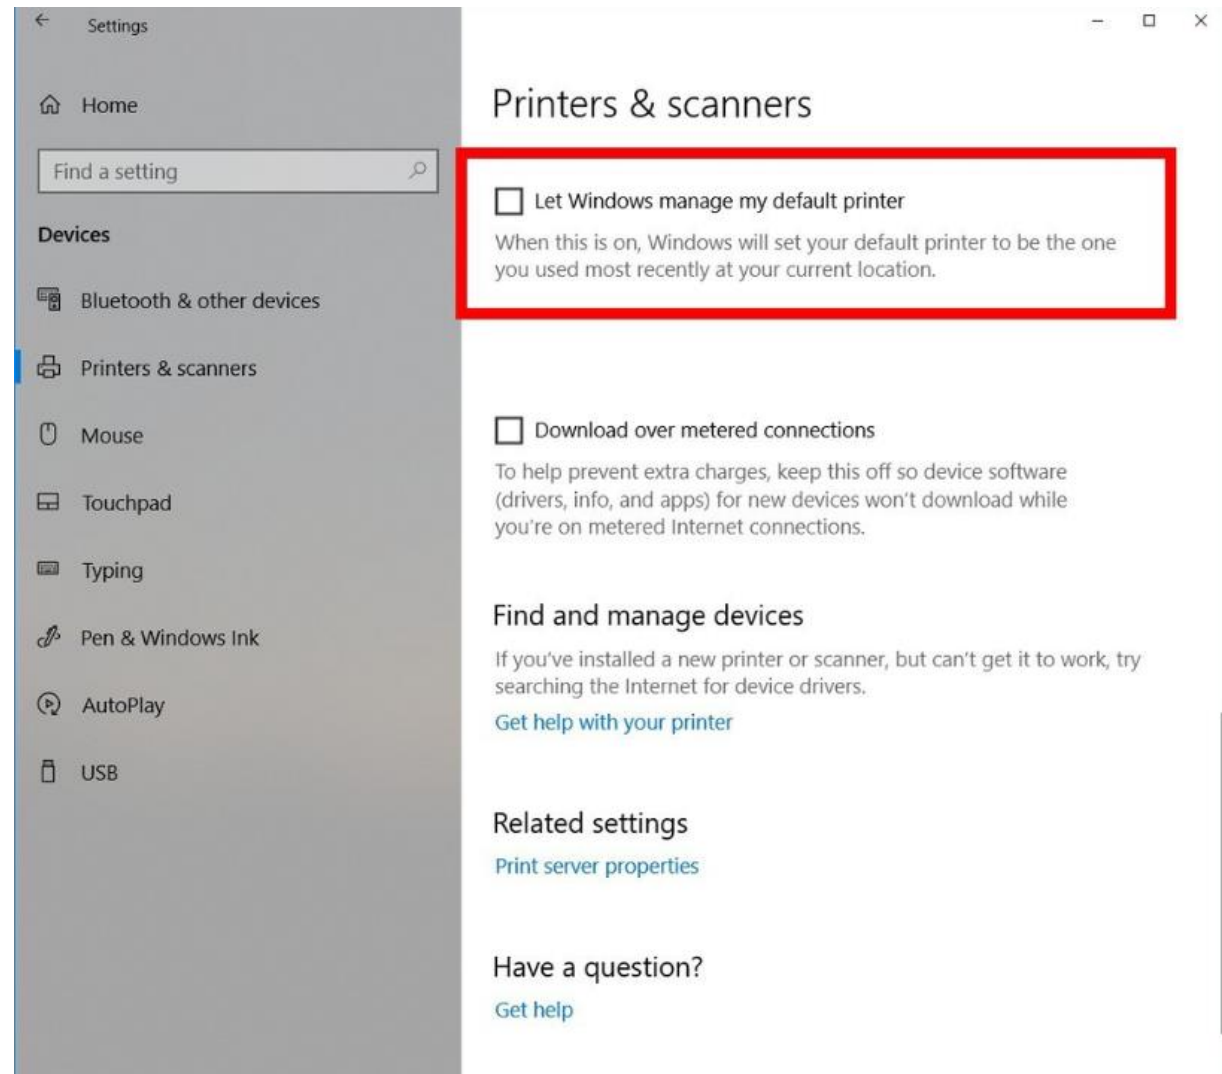 Settings
Home
Find a setting
Devices
Bluetooth & other devices
Printers & scanners
Mouse
Touchpad
Typing
Pen & Windows Ink
AutoPlay
USB
Printers & scanners
Let Windows manage my default printer
When this is on, Windows will set your default printer to be the one
you used most recently at your current location.
Download over metered connections
To help prevent extra charges, keep this off so device software
(drivers, info, and apps) for new devices won't download while
you're on metered Internet connections.
Find and manage devices
If you've installed a new printer or scanner, but can't get it to work, try
searching the Internet for device drivers.
Get help with your printer
Related settings
Print server properties
Have a question?
Get help